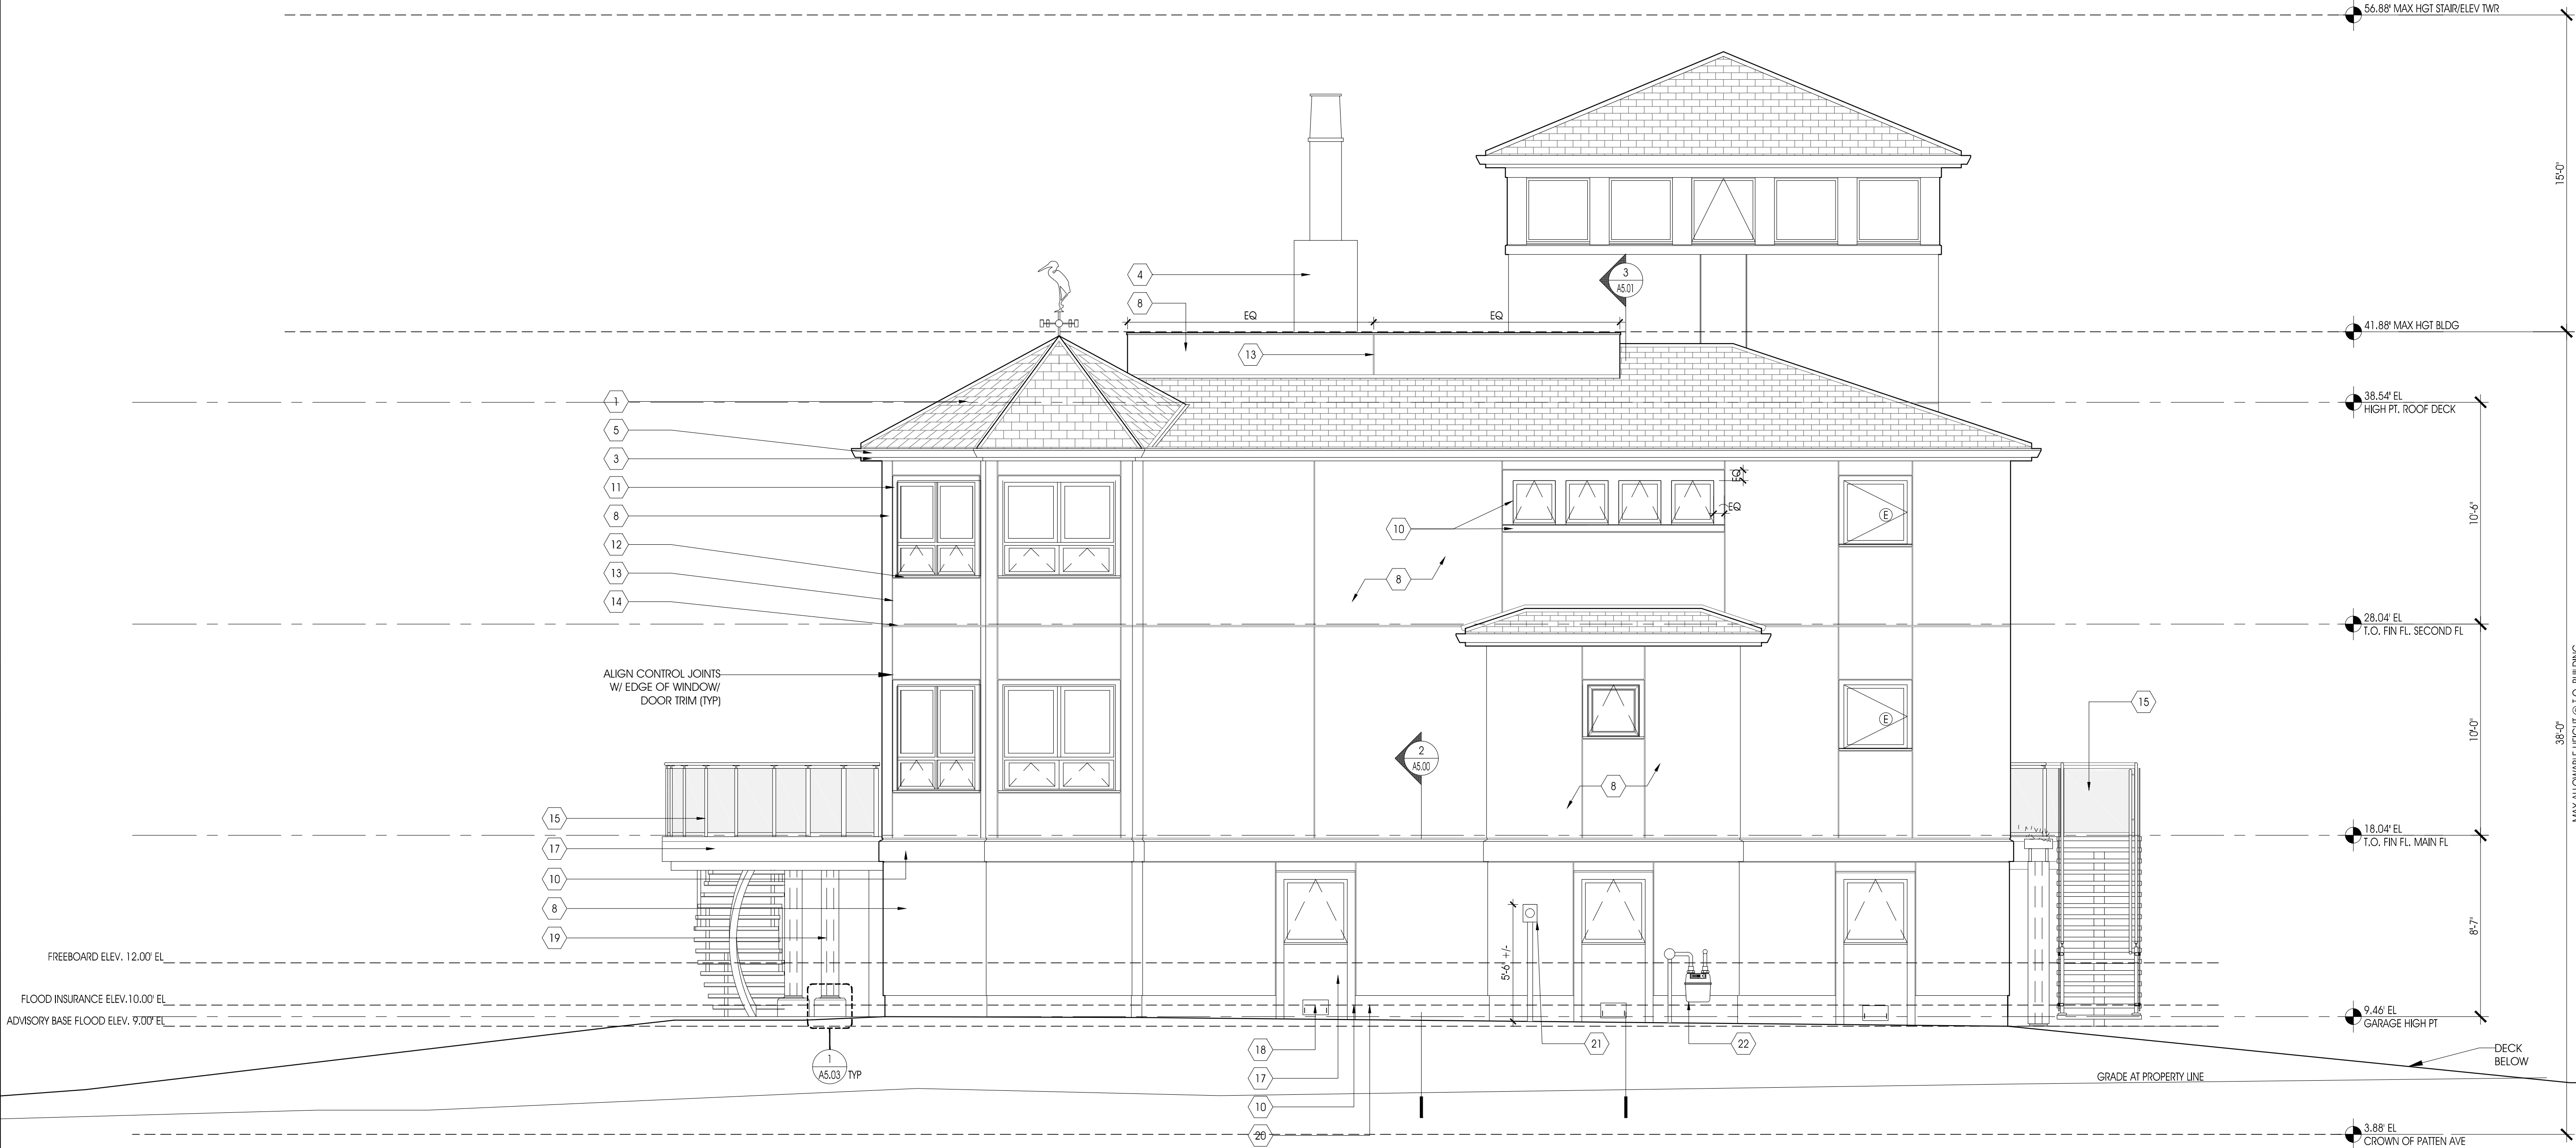 56.88' MAX HGT STAIR/ELEV TWR
15'-0"
4
3
A5.01
8
EQ
EQ
41.88' MAX HGT BLDG
13
1
38.54' EL
HIGH PT. ROOF DECK
5
3
11
8
12
13
14
EQ
EQ
10
E
10'-6"
8
28.04' EL
T.O. FIN FL. SECOND FL
ALIGN CONTROL JOINTS
W/ EDGE OF WINDOW/
DOOR TRIM (TYP)
15
E
10'-0"
38'-0"
MAX ALLOWABLE HEIGHT @ T.O. BUILDING
2
A5.00
8
15
17
10
8
19
18.04' EL
T.O. FIN FL. MAIN FL
8'-7"
5'-6" +/-
FREEBOARD ELEV. 12.00' EL
FLOOD INSURANCE ELEV.10.00' EL
ADVISORY BASE FLOOD ELEV. 9.00' EL
9.46' EL
GARAGE HIGH PT
1
A5.03
TYP
18
21
22
17
10
20
DECK
BELOW
GRADE AT PROPERTY LINE
3.88' EL
CROWN OF PATTEN AVE